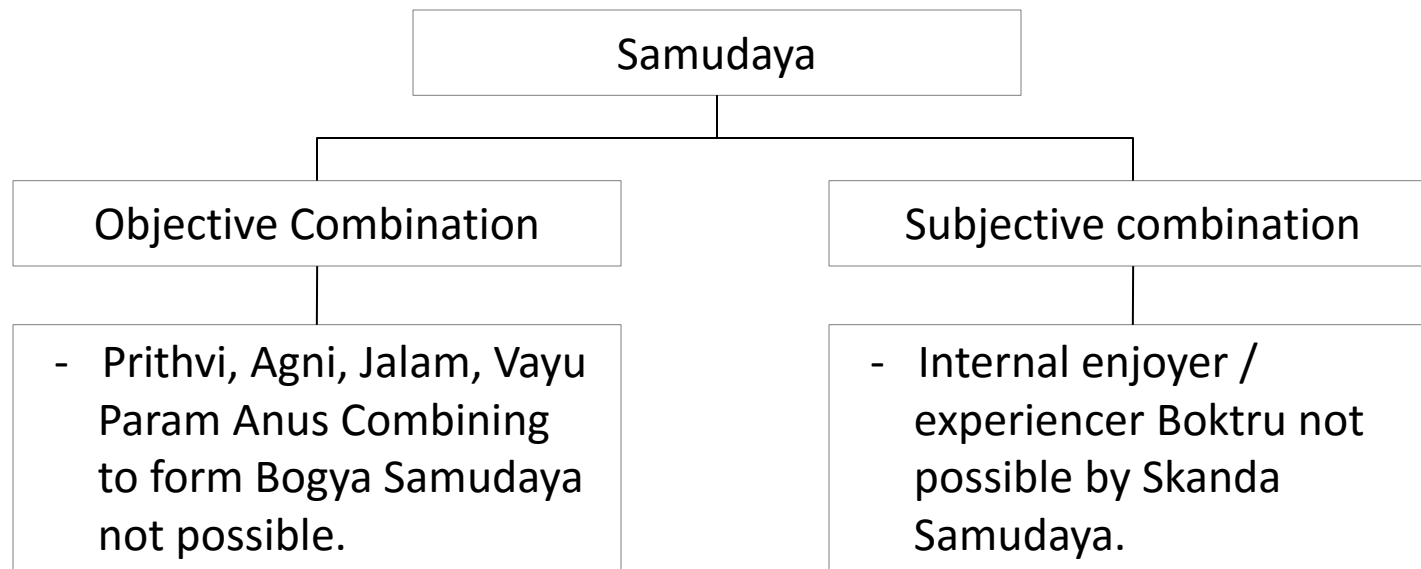 Samudaya
Objective Combination
Subjective combination
- Prithvi, Agni, Jalam, Vayu
Param Anus Combining
to form Bogya Samudaya
not possible.
- Internal enjoyer /
experiencer Boktru not
possible by Skanda
Samudaya.